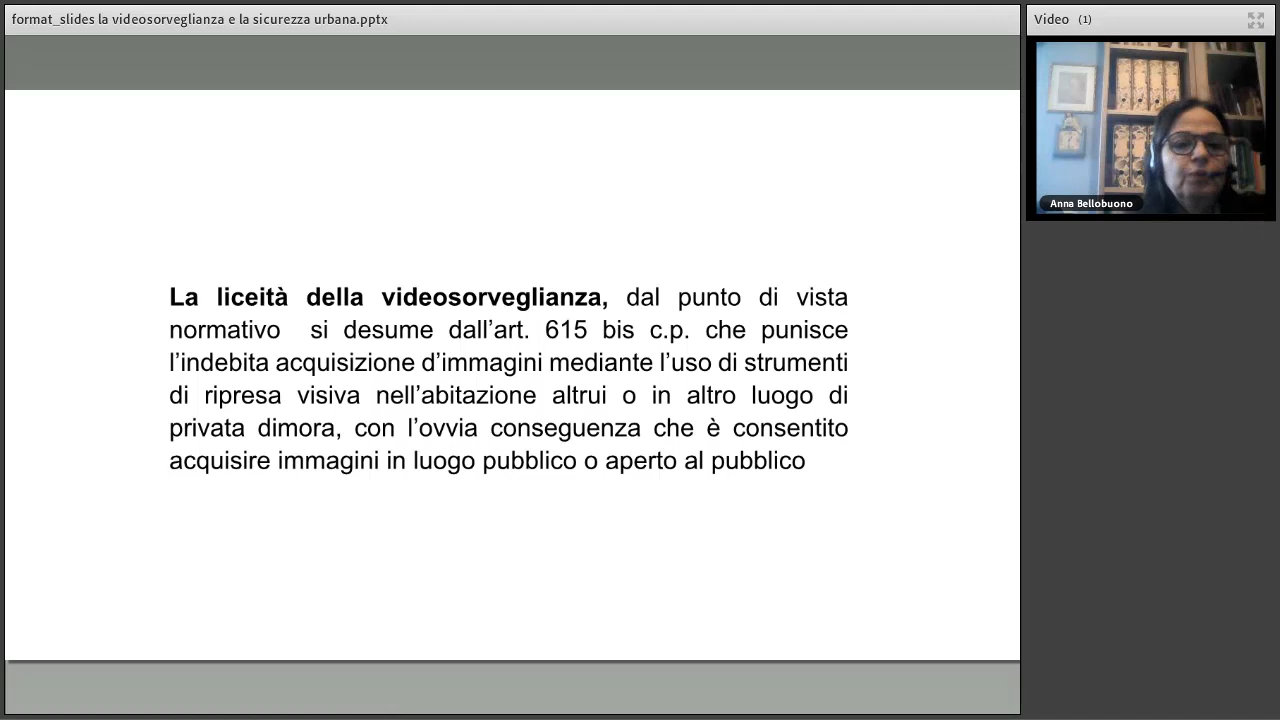 format_slides la videosorveglianza e la sicurezza urbana.pptx
Video (1)
Anna Bellobuono
La liceità della videosorveglianza, dal punto di vista
normativo si desume dall’art. 615 bis c.p. che punisce
l’indebita acquisizione d’immagini mediante l’uso di strumenti
di ripresa visiva nell’abitazione altrui o in altro luogo di
privata dimora, con l’ovvia conseguenza che è consentito
acquisire immagini in luogo pubblico o aperto al pubblico